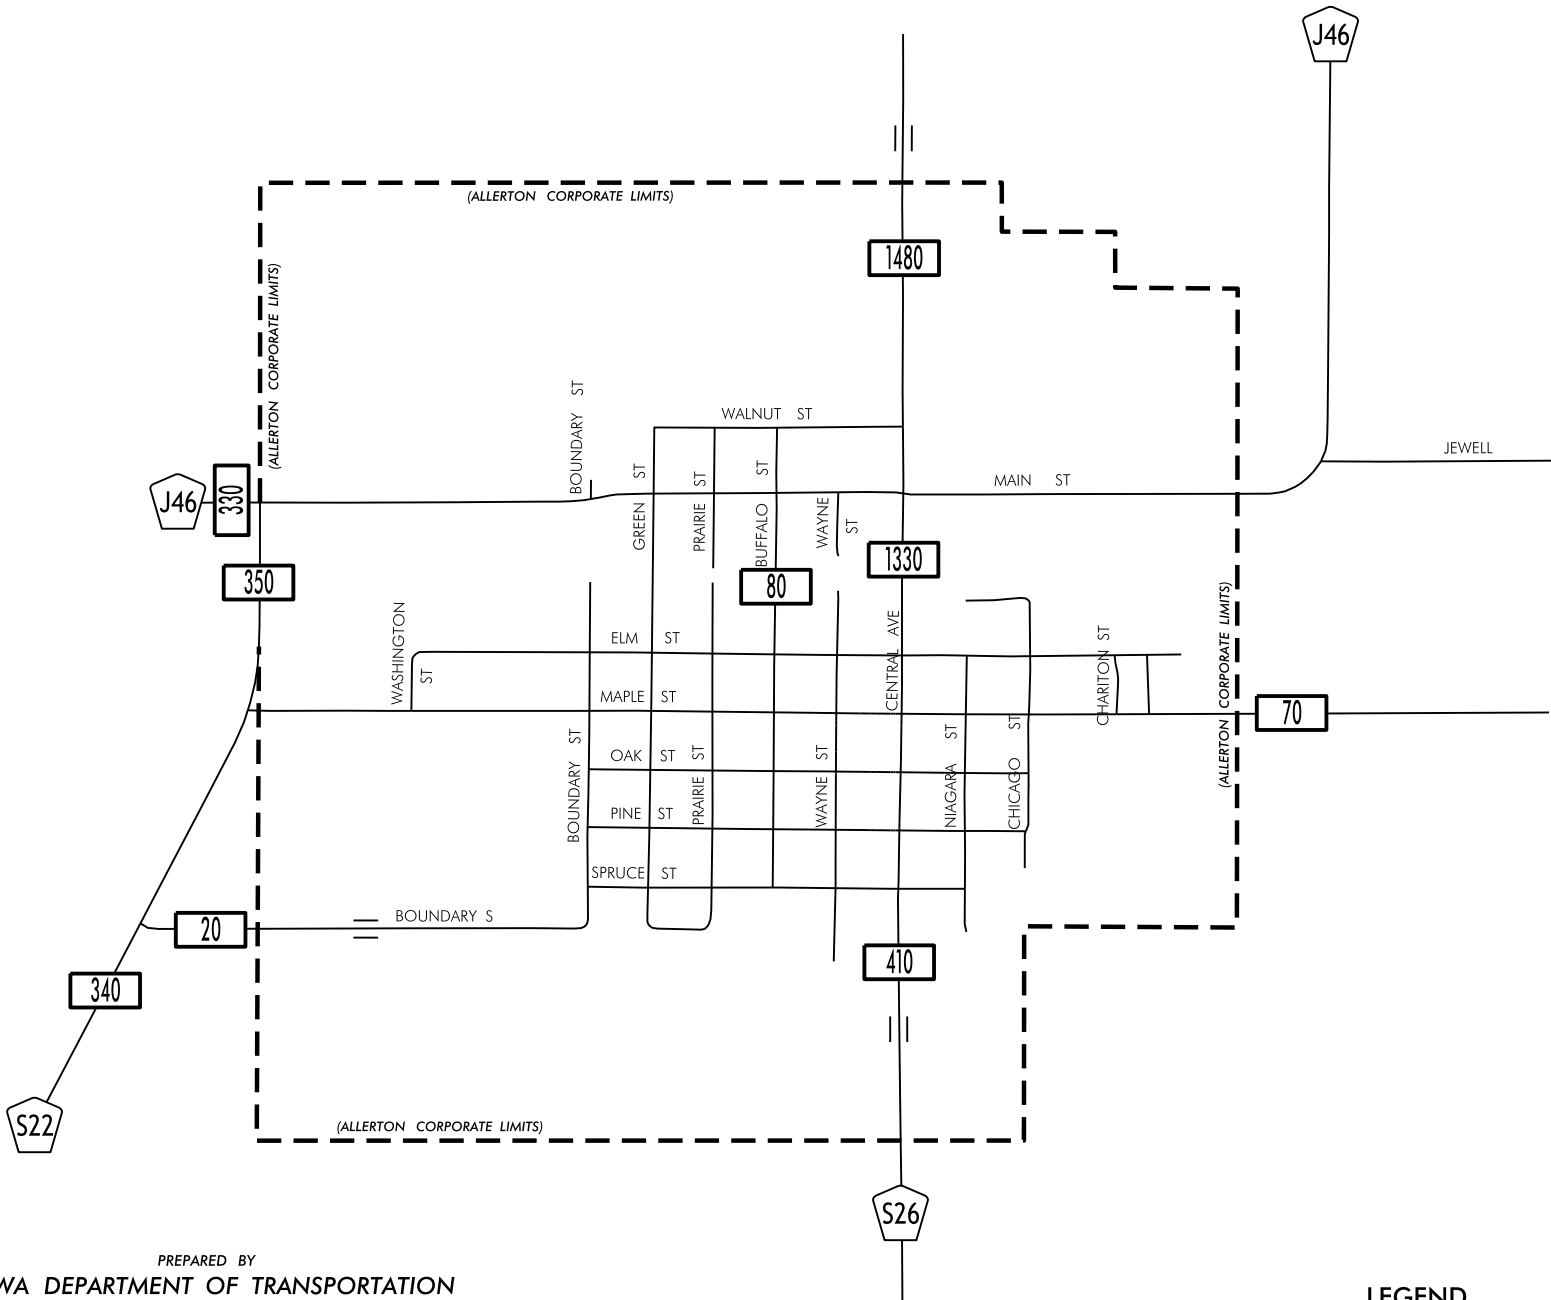 J46
(ALLERTON CORPORATE LIMITS)
1480
(ALLERTON CORPORATE LIMITS)
BOUNDARY ST
WALNUT ST
JEWELL
GREEN ST
PRAIRIE ST
BUFFALO ST
MAIN ST
J46
330
WAYNE ST
1330
350
80
WASHINGTON ST
ELM ST
CENTRAL AVE
CHARITON ST
(ALLERTON CORPORATE LIMITS)
MAPLE ST
70
BOUNDARY ST
OAK ST
PRAIRIE ST
WAYNE ST
NIAGARA ST
CHICAGO ST
PINE ST
SPRUCE ST
20
BOUNDARY S
410
340
S22
(ALLERTON CORPORATE LIMITS)
S26
PREPARED BY
WA DEPARTMENT OF TRANSPORTATION
LEGEND